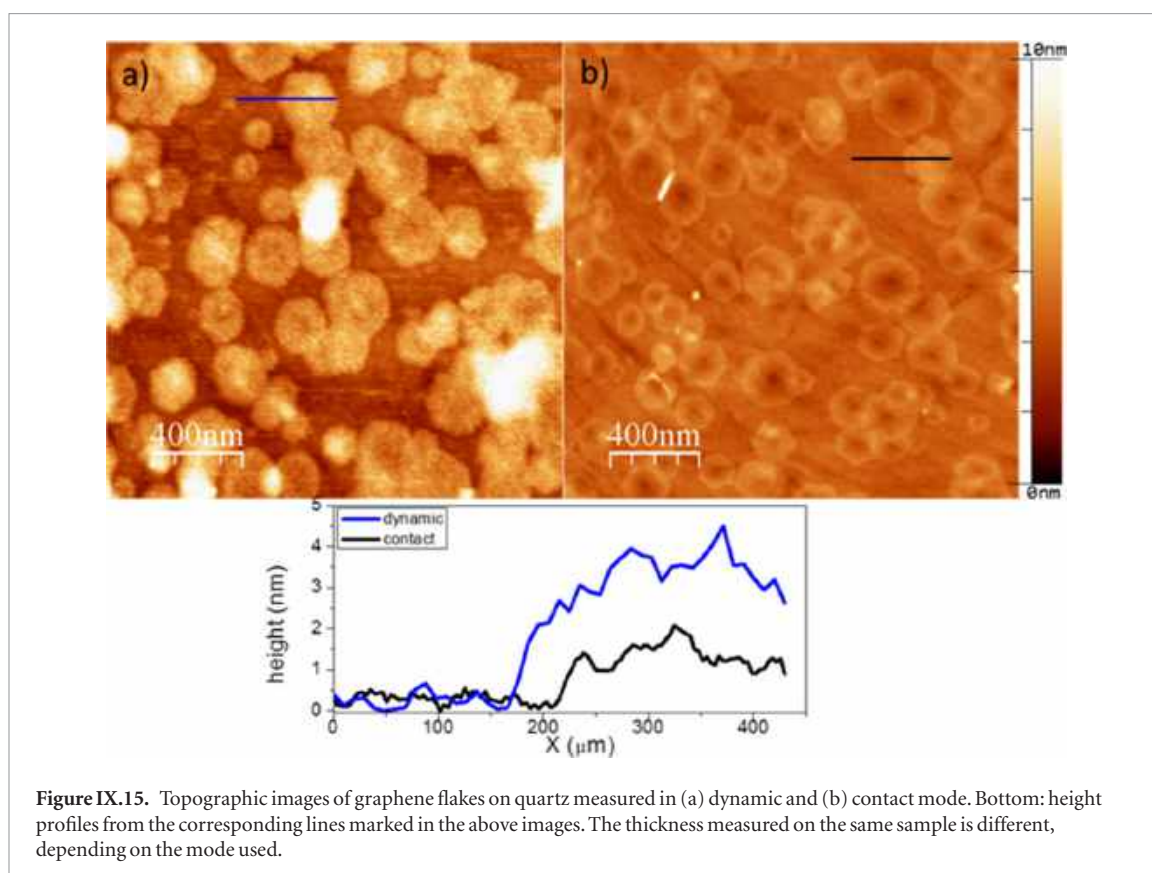 a)
b)
10nm
400nm
400nm
0nm
5
4
3
2
1
0
height (nm)
dynamic
contact
0
100
200
300
400
X (μm)
Figure IX.15. Topographic images of graphene flakes on quartz measured in (a) dynamic and (b) contact mode. Bottom: height
profiles from the corresponding lines marked in the above images. The thickness measured on the same sample is different,
depending on the mode used.